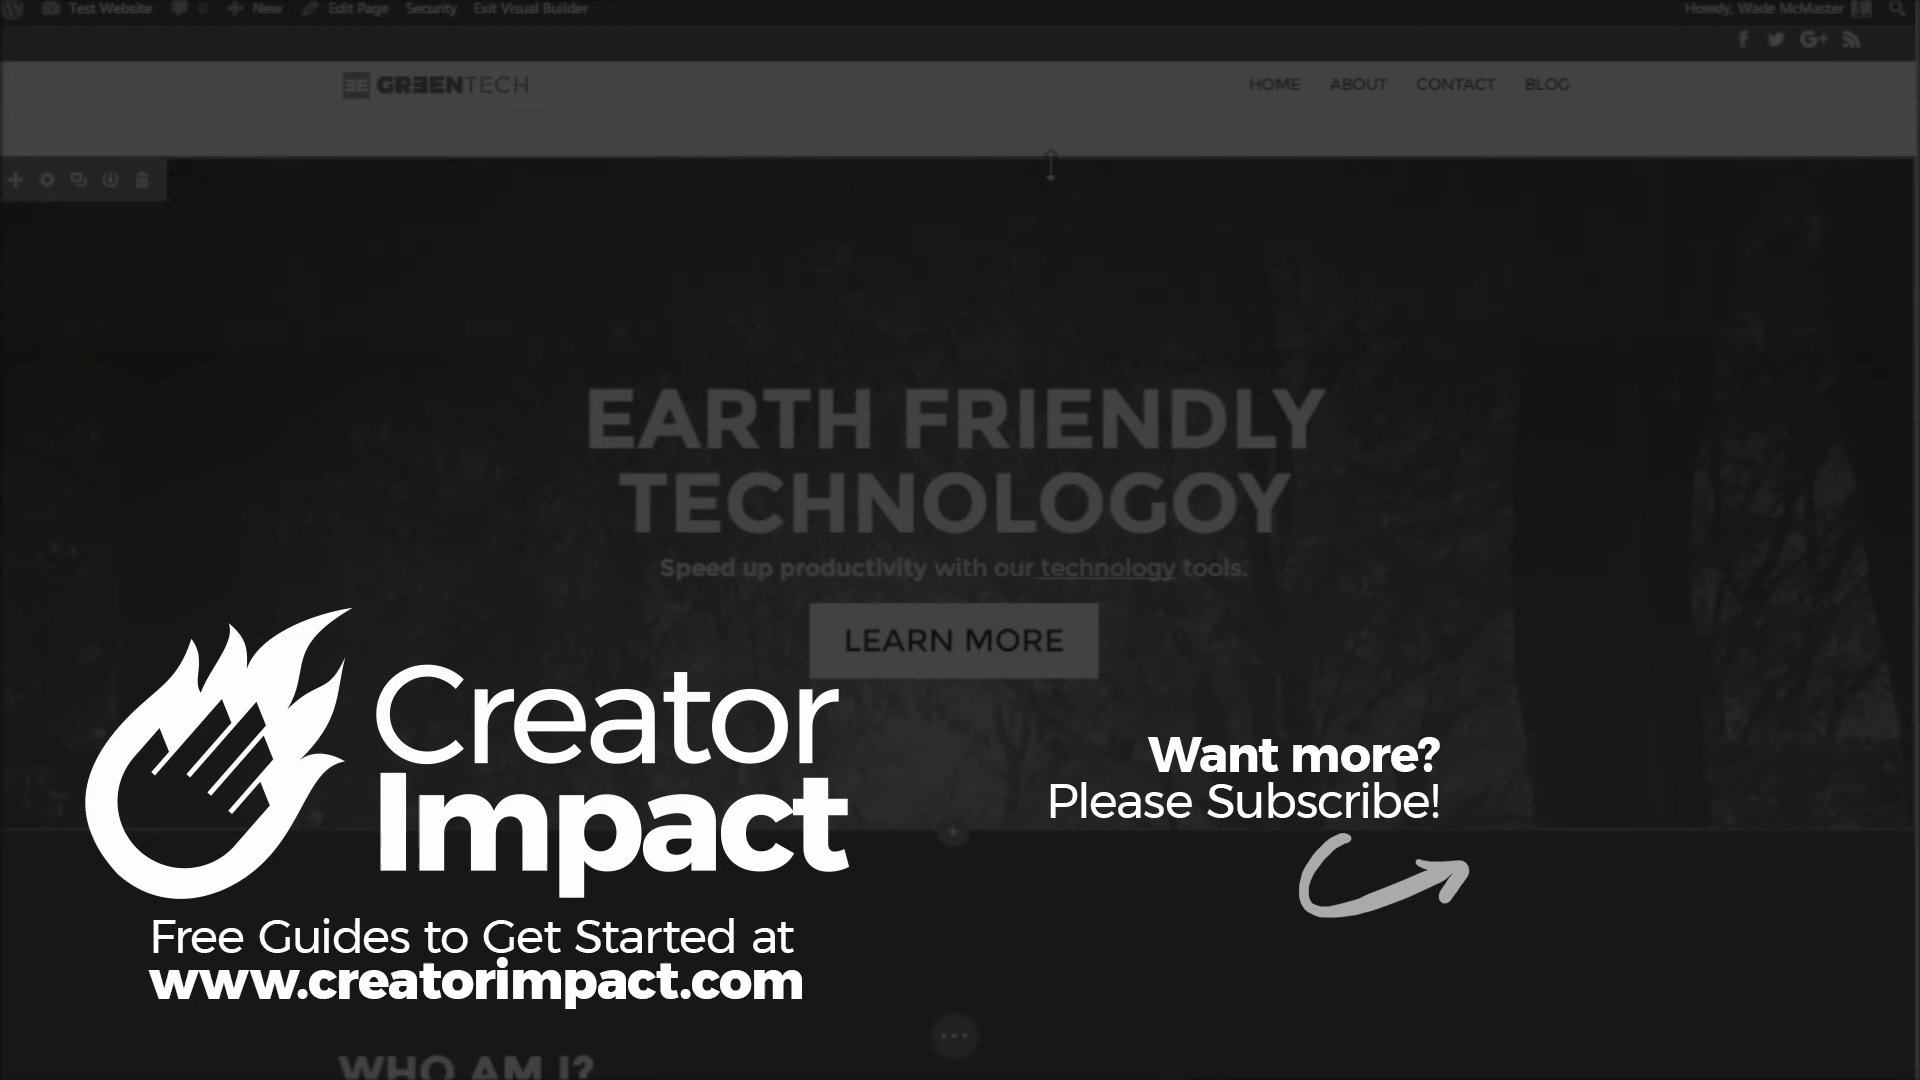 Test Website 0 New Edit Page Security Exit Visual Builder Howdy, Wade McMaster
GREENTECH HOME ABOUT CONTACT BLOG
EARTH FRIENDLY
TECHNOLOGOY
Speed up productivity with our technology tools.
LEARN MORE
Creator
Impact
Free Guides to Get Started at
www.creatorimpact.com
Want more?
Please Subscribe!
WHO AM I?